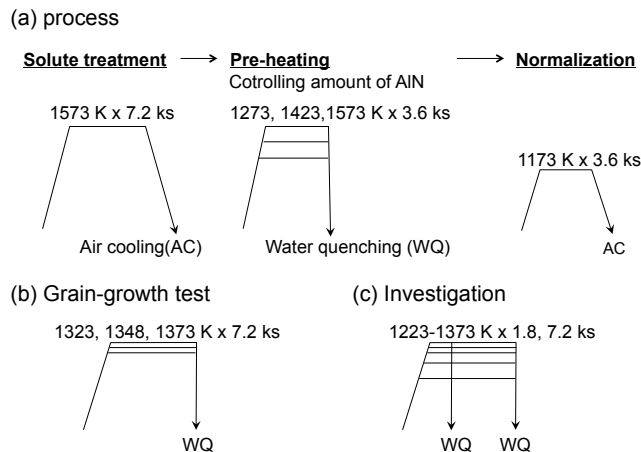 (a) process
Solute treatment
Pre-heating
Normalization
Cotrolling amount of AlN
1573 K x 7.2 ks
1273, 1423,1573 K x 3.6 ks
1173 K x 3.6 ks
Air cooling(AC)
Water quenching (WQ)
AC
(b) Grain-growth test
(c) Investigation
1323, 1348, 1373 K x 7.2 ks
1223-1373 K x 1.8, 7.2 ks
WQ
WQ
WQ